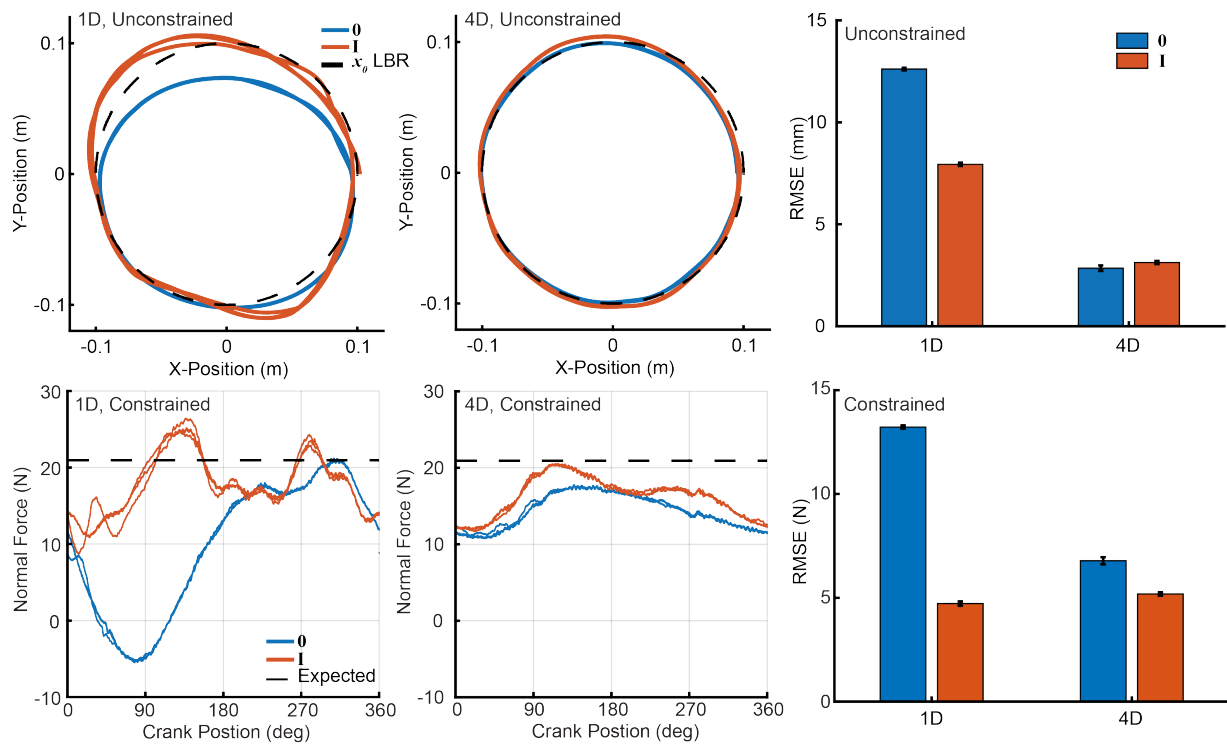 1D, Unconstrained
0
I
x₀ LBR
0.1
0
-0.1
Y-Position (m)
-0.1
0
0.1
X-Position (m)
4D, Unconstrained
0.1
0
-0.1
Y-Position (m)
-0.1
0
0.1
X-Position (m)
Unconstrained
0
I
15
10
5
0
RMSE (mm)
1D
4D
1D, Constrained
30
20
10
0
-10
Normal Force (N)
0
I
Expected
0
90
180
270
360
Crank Postion (deg)
4D, Constrained
30
20
10
0
-10
Normal Force (N)
0
90
180
270
360
Crank Position (deg)
Constrained
15
10
5
0
RMSE (N)
1D
4D